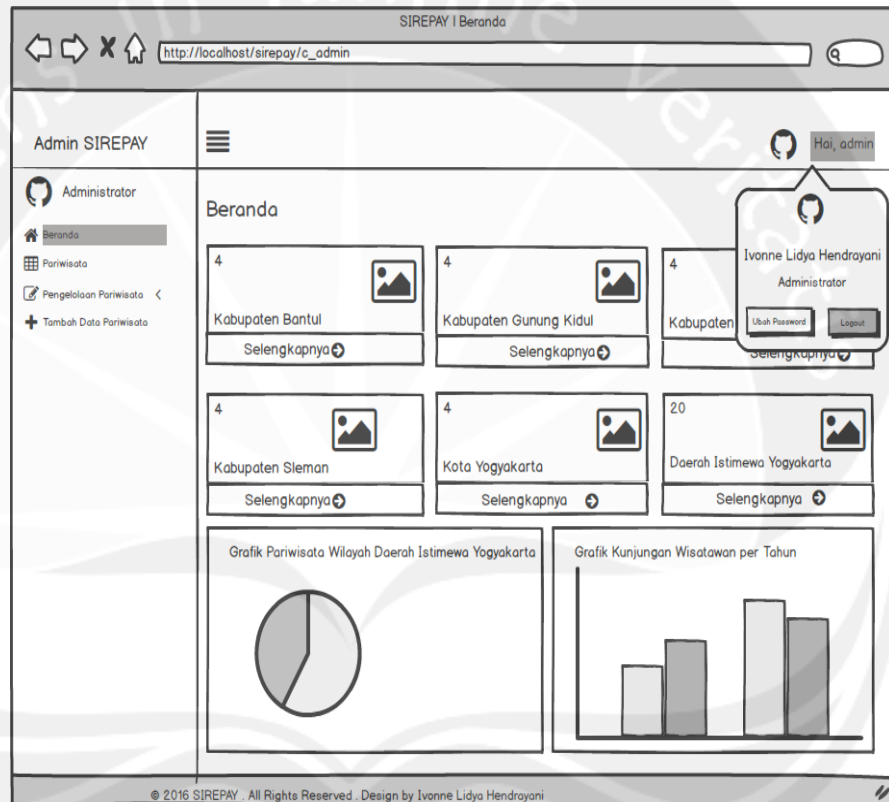 SIREPAY | Beranda
http://localhost/sirepay/c_admin
Admin SIREPAY
Hai, admin
Administrator
Beranda
Pariwisata
Pengelolaan Pariwisata
Tambah Data Pariwisata
Ivonne Lidya Hendrayani
Administrator
Ubah Password
Logout
Beranda
4
Kabupaten Bantul
Selengkapnya
4
Kabupaten Gunung Kidul
Selengkapnya
4
Kabupaten
Selengkapnya
4
Kabupaten Sleman
Selengkapnya
4
Kota Yogyakarta
Selengkapnya
20
Daerah Istimewa Yogyakarta
Selengkapnya
Grafik Pariwisata Wilayah Daerah Istimewa Yogyakarta
Grafik Kunjungan Wisatawan per Tahun
© 2016 SIREPAY . All Rights Reserved . Design by Ivonne Lidya Hendrayani